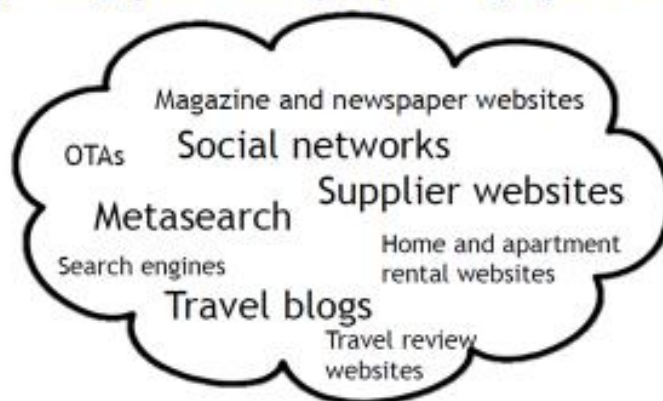 Magazine and newspaper websites
OTAs
Social networks
Supplier websites
Metasearch
Home and apartment
rental websites
Search engines
Travel blogs
Travel review
websites